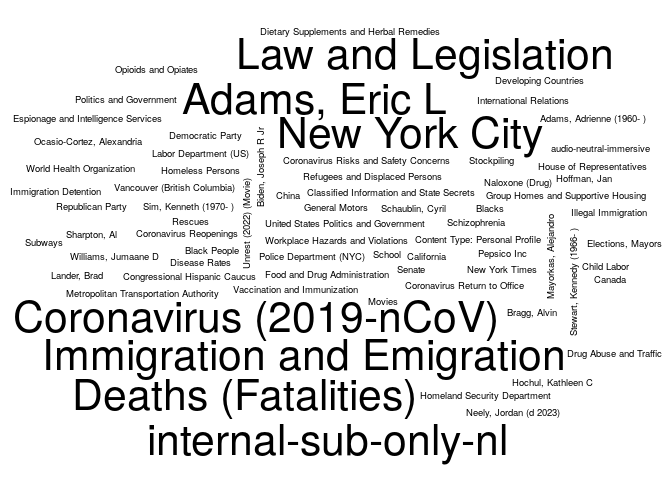 Dietary Supplements and Herbal Remedies
Law and Legislation
Opioids and Opiates
Developing Countries
Politics and Government
Adams, Eric L
International Relations
Espionage and Intelligence Services
New York City
Adams, Adrienne (1960- )
Democratic Party
Biden, Joseph R Jr
Ocasio-Cortez, Alexandria
audio-neutral-immersive
Labor Department (US)
Coronavirus Risks and Safety Concerns
Stockpiling
World Health Organization
Homeless Persons
House of Representatives
Refugees and Displaced Persons
Hoffman, Jan
Naloxone (Drug)
Immigration Detention
Vancouver (British Columbia)
Unrest (2022) (Movie)
China
Classified Information and State Secrets
Group Homes and Supportive Housing
Republican Party
Sim, Kenneth (1970- )
General Motors
Schaublin, Cyril
Blacks
Illegal Immigration
Rescues
United States Politics and Government
Schizophrenia
Sharpton, Al
Coronavirus Reopenings
Subways
Workplace Hazards and Violations
Content Type: Personal Profile
Mayorkas, Alejandro
Stewart, Kennedy (1966- )
Elections, Mayors
Black People
Williams, Jumaane D
Police Department (NYC)
School
California
Pepsico Inc
Disease Rates
Child Labor
Lander, Brad
Congressional Hispanic Caucus
Food and Drug Administration
Senate
New York Times
Canada
Metropolitan Transportation Authority
Vaccination and Immunization
Coronavirus Return to Office
Movies
Coronavirus (2019-nCoV)
Bragg, Alvin
Immigration and Emigration
Drug Abuse and Traffic
Deaths (Fatalities)
Hochul, Kathleen C
Homeland Security Department
Neely, Jordan (d 2023)
internal-sub-only-nl